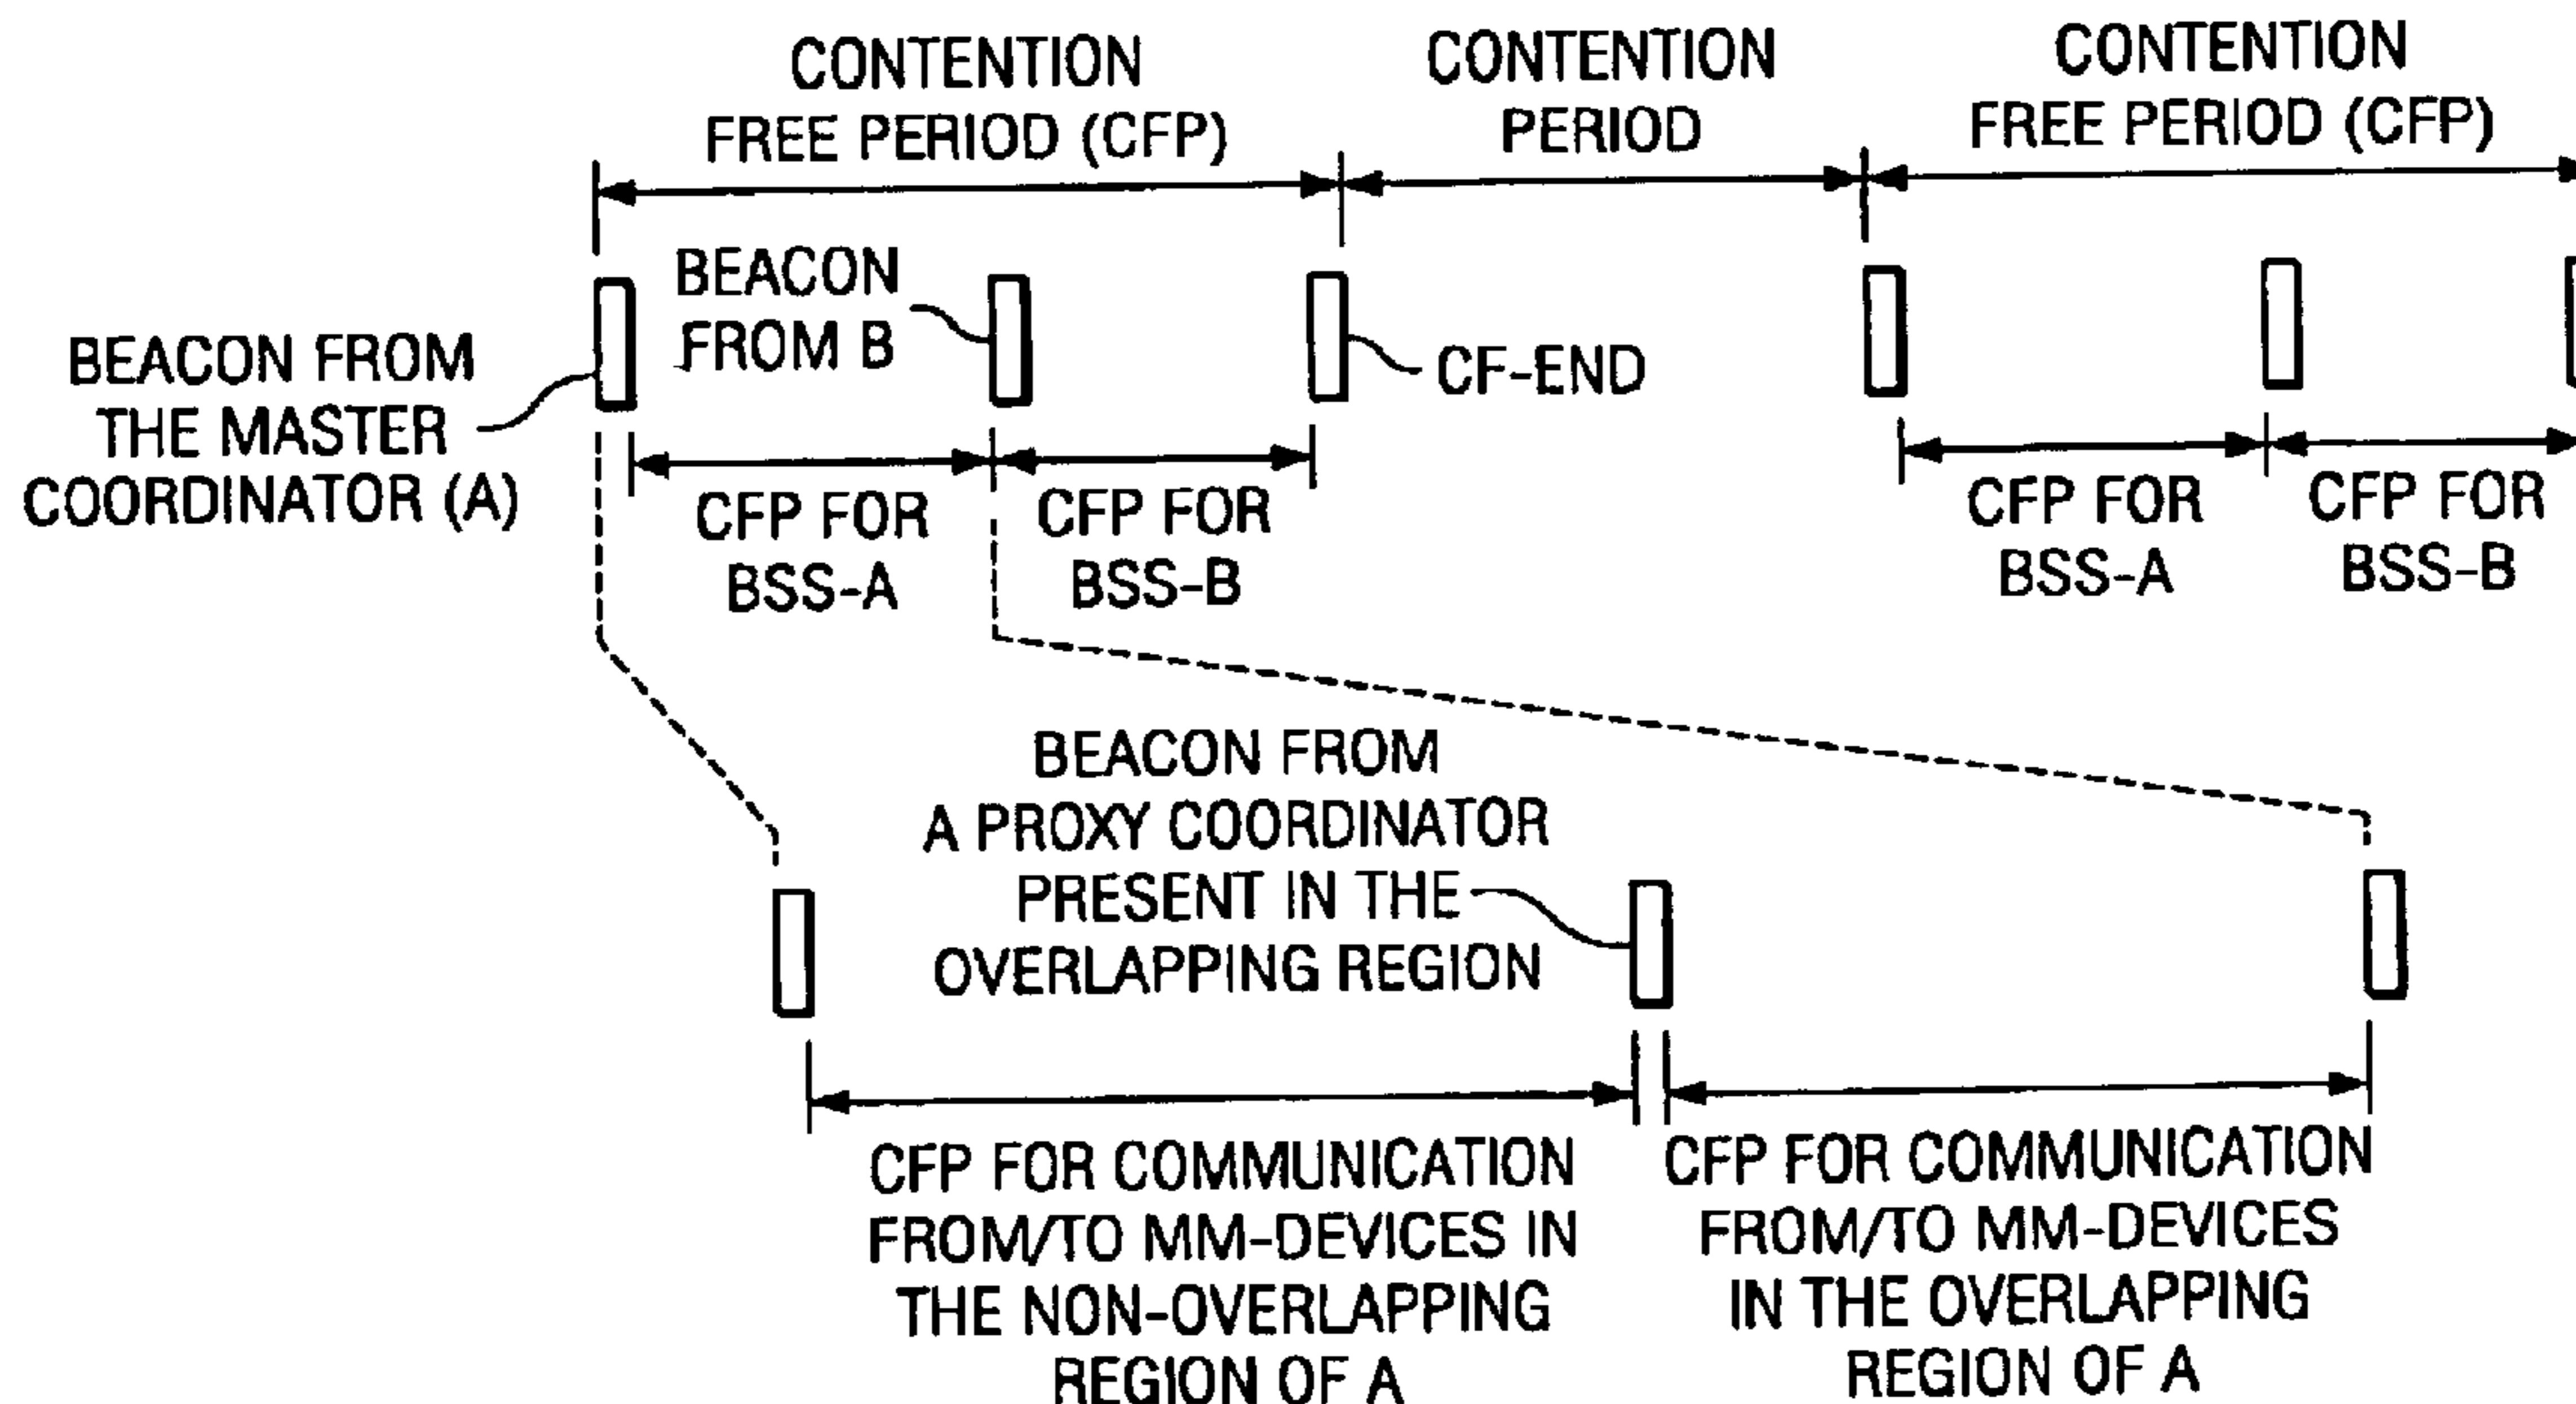 CONTENTION
FREE PERIOD (CFP)
CONTENTION
PERIOD
CONTENTION
FREE PERIOD (CFP)
BEACON
FROM B
BEACON FROM
THE MASTER
COORDINATOR (A)
CF-END
CFP FOR
BSS-A
CFP FOR
BSS-B
CFP FOR
BSS-A
CFP FOR
BSS-B
BEACON FROM
A PROXY COORDINATOR
PRESENT IN THE
OVERLAPPING REGION
CFP FOR COMMUNICATION
FROM/TO MM-DEVICES IN
THE NON-OVERLAPPING
REGION OF A
CFP FOR COMMUNICATION
FROM/TO MM-DEVICES
IN THE OVERLAPPING
REGION OF A